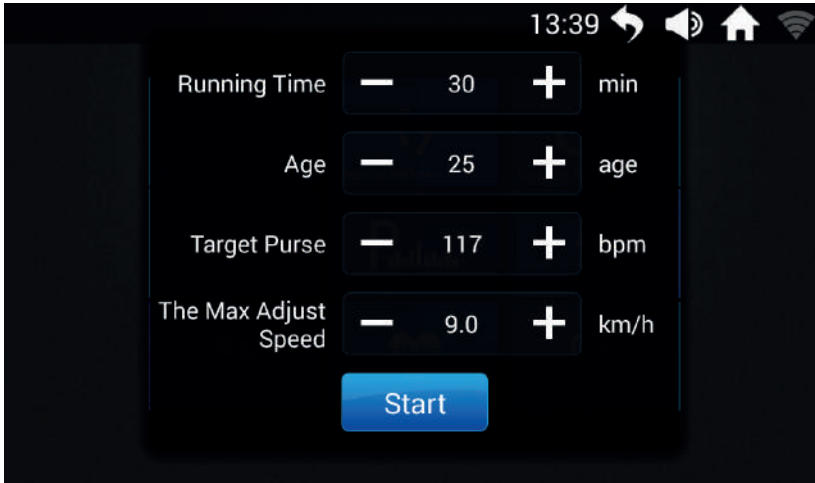 13:39
Running Time 30 min
Age 25 age
Target Purse 117 bpm
The Max Adjust
Speed 9.0 km/h
Start